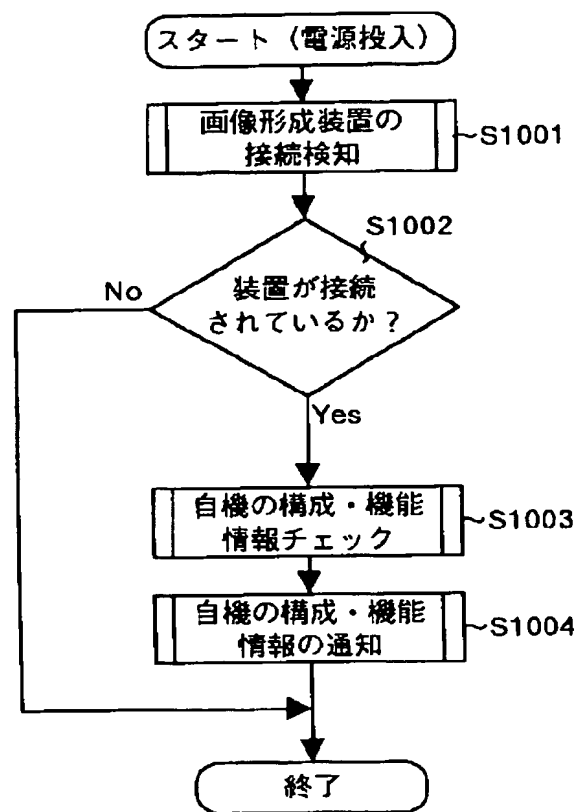 スタート（電源投入）
画像形成装置の
接続検知
S1001
S1002
装置が接続
されているか？
No
Yes
自機の構成・機能
情報チェック
S1003
自機の構成・機能
情報の通知
S1004
終了